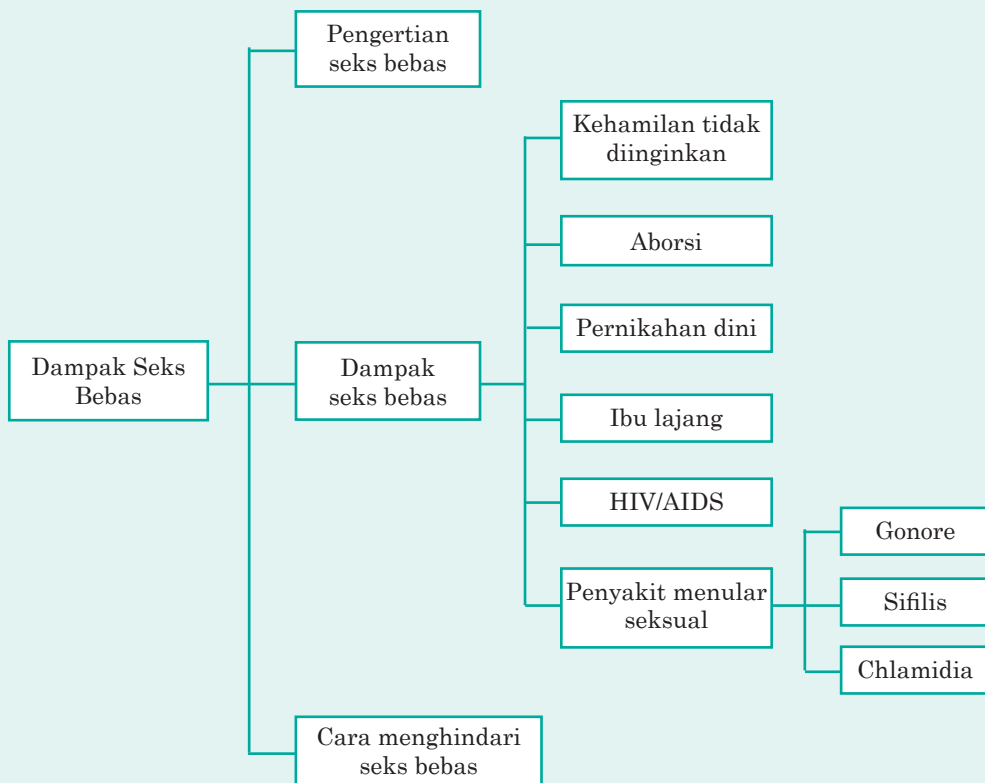 Pengertian
seks bebas
Kehamilan tidak
diinginkan
Aborsi
Pernikahan dini
Dampak Seks
Bebas
Dampak
seks bebas
Ibu lajang
HIV/AIDS
Penyakit menular
seksual
Gonore
Sifilis
Chlamidia
Cara menghindari
seks bebas